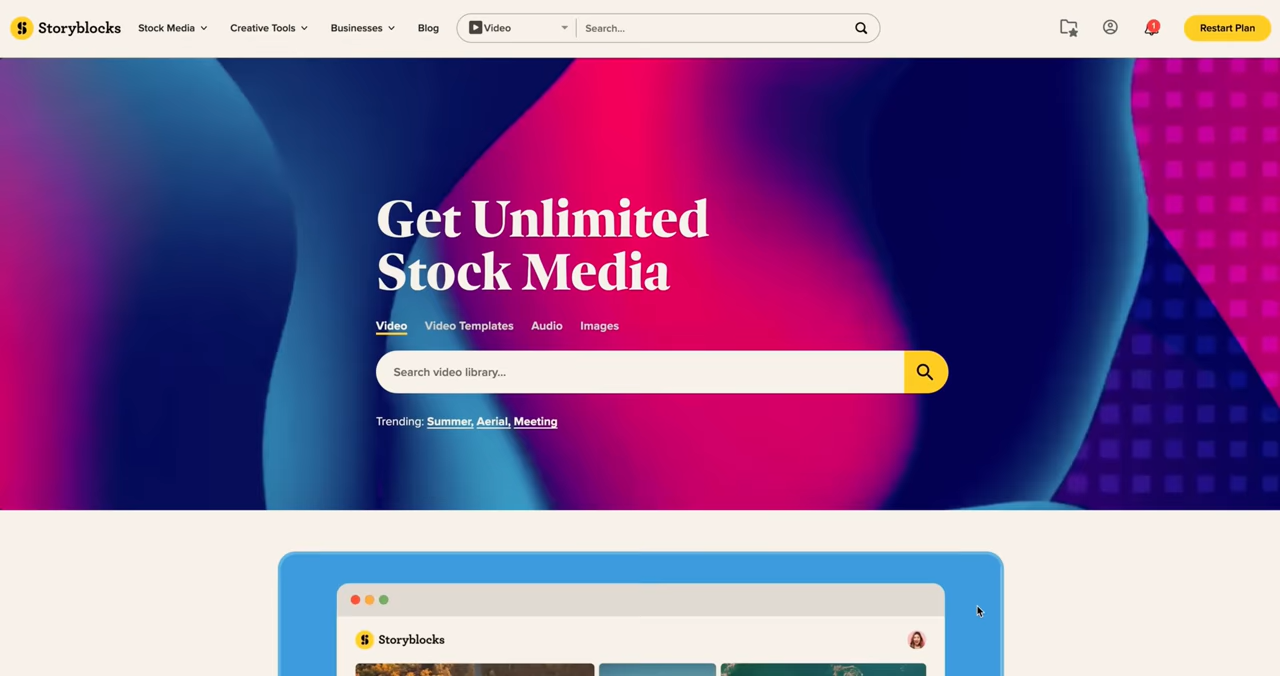 Storyblocks
Stock Media
Creative Tools
Businesses
Blog
Video
Search...
1
Restart Plan
Get Unlimited
Stock Media
Video Video Templates Audio Images
Search video library...
Trending: Summer, Aerial, Meeting
Storyblocks